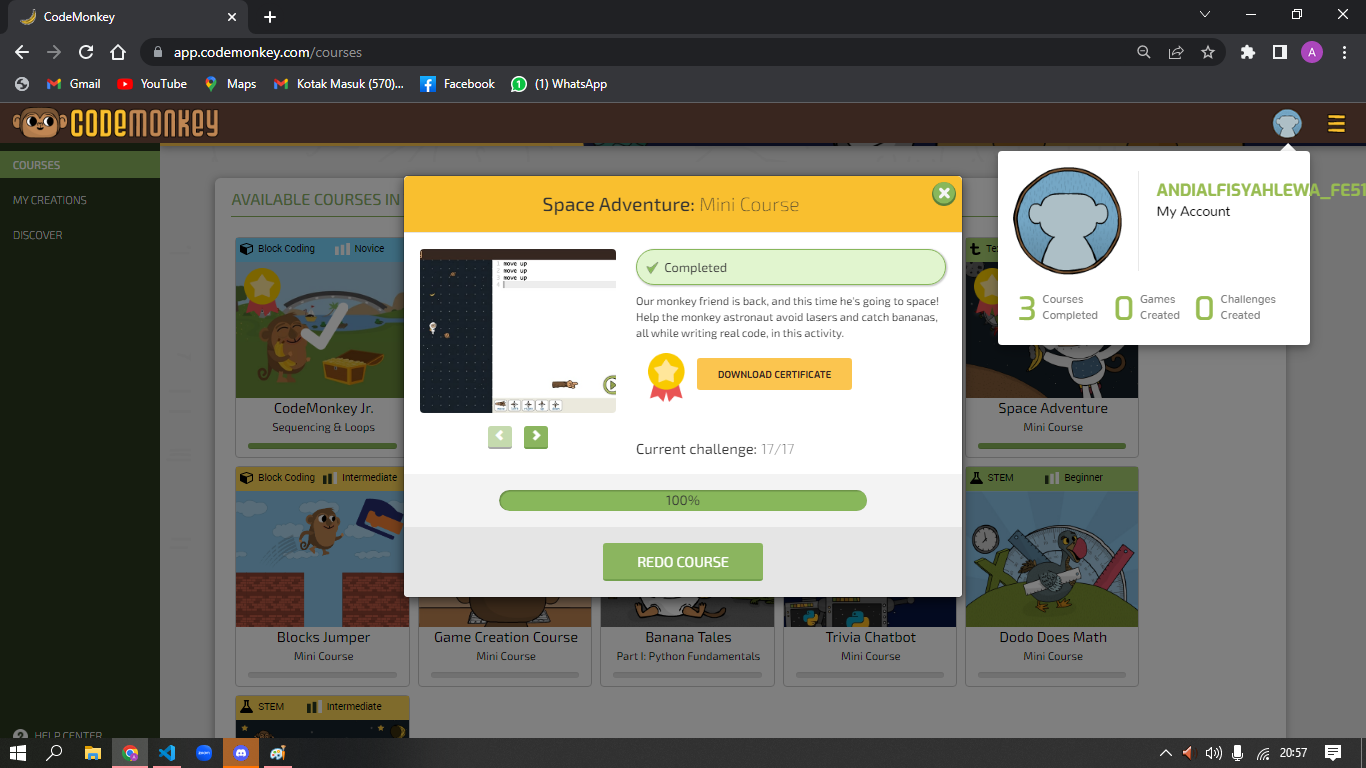 CodeMonkey
app.codemonkey.com/courses
A
Gmail
YouTube
Maps
Kotak Masuk (570)...
Facebook
(1) WhatsApp
CODEMONKEY
COURSES
MY CREATIONS
DISCOVER
HELP CENTER
AVAILABLE COURSES IN
ANDIALFISYAHLEWA_FE51
My Account
3 Courses Completed
0 Games Created
0 Challenges Created
Space Adventure: Mini Course
1 move up
2 move up
3 move up
4
Completed
Our monkey friend is back, and this time he's going to space!
Help the monkey astronaut avoid lasers and catch bananas,
all while writing real code, in this activity.
DOWNLOAD CERTIFICATE
Current challenge: 17/17
100%
REDO COURSE
Block Coding Novice
CodeMonkey Jr.
Sequencing & Loops
Space Adventure
Mini Course
Block Coding Intermediate
STEM Beginner
Blocks Jumper
Mini Course
Game Creation Course
Mini Course
Banana Tales
Part I: Python Fundamentals
Trivia Chatbot
Mini Course
Dodo Does Math
Mini Course
STEM Intermediate
zoom
20:57